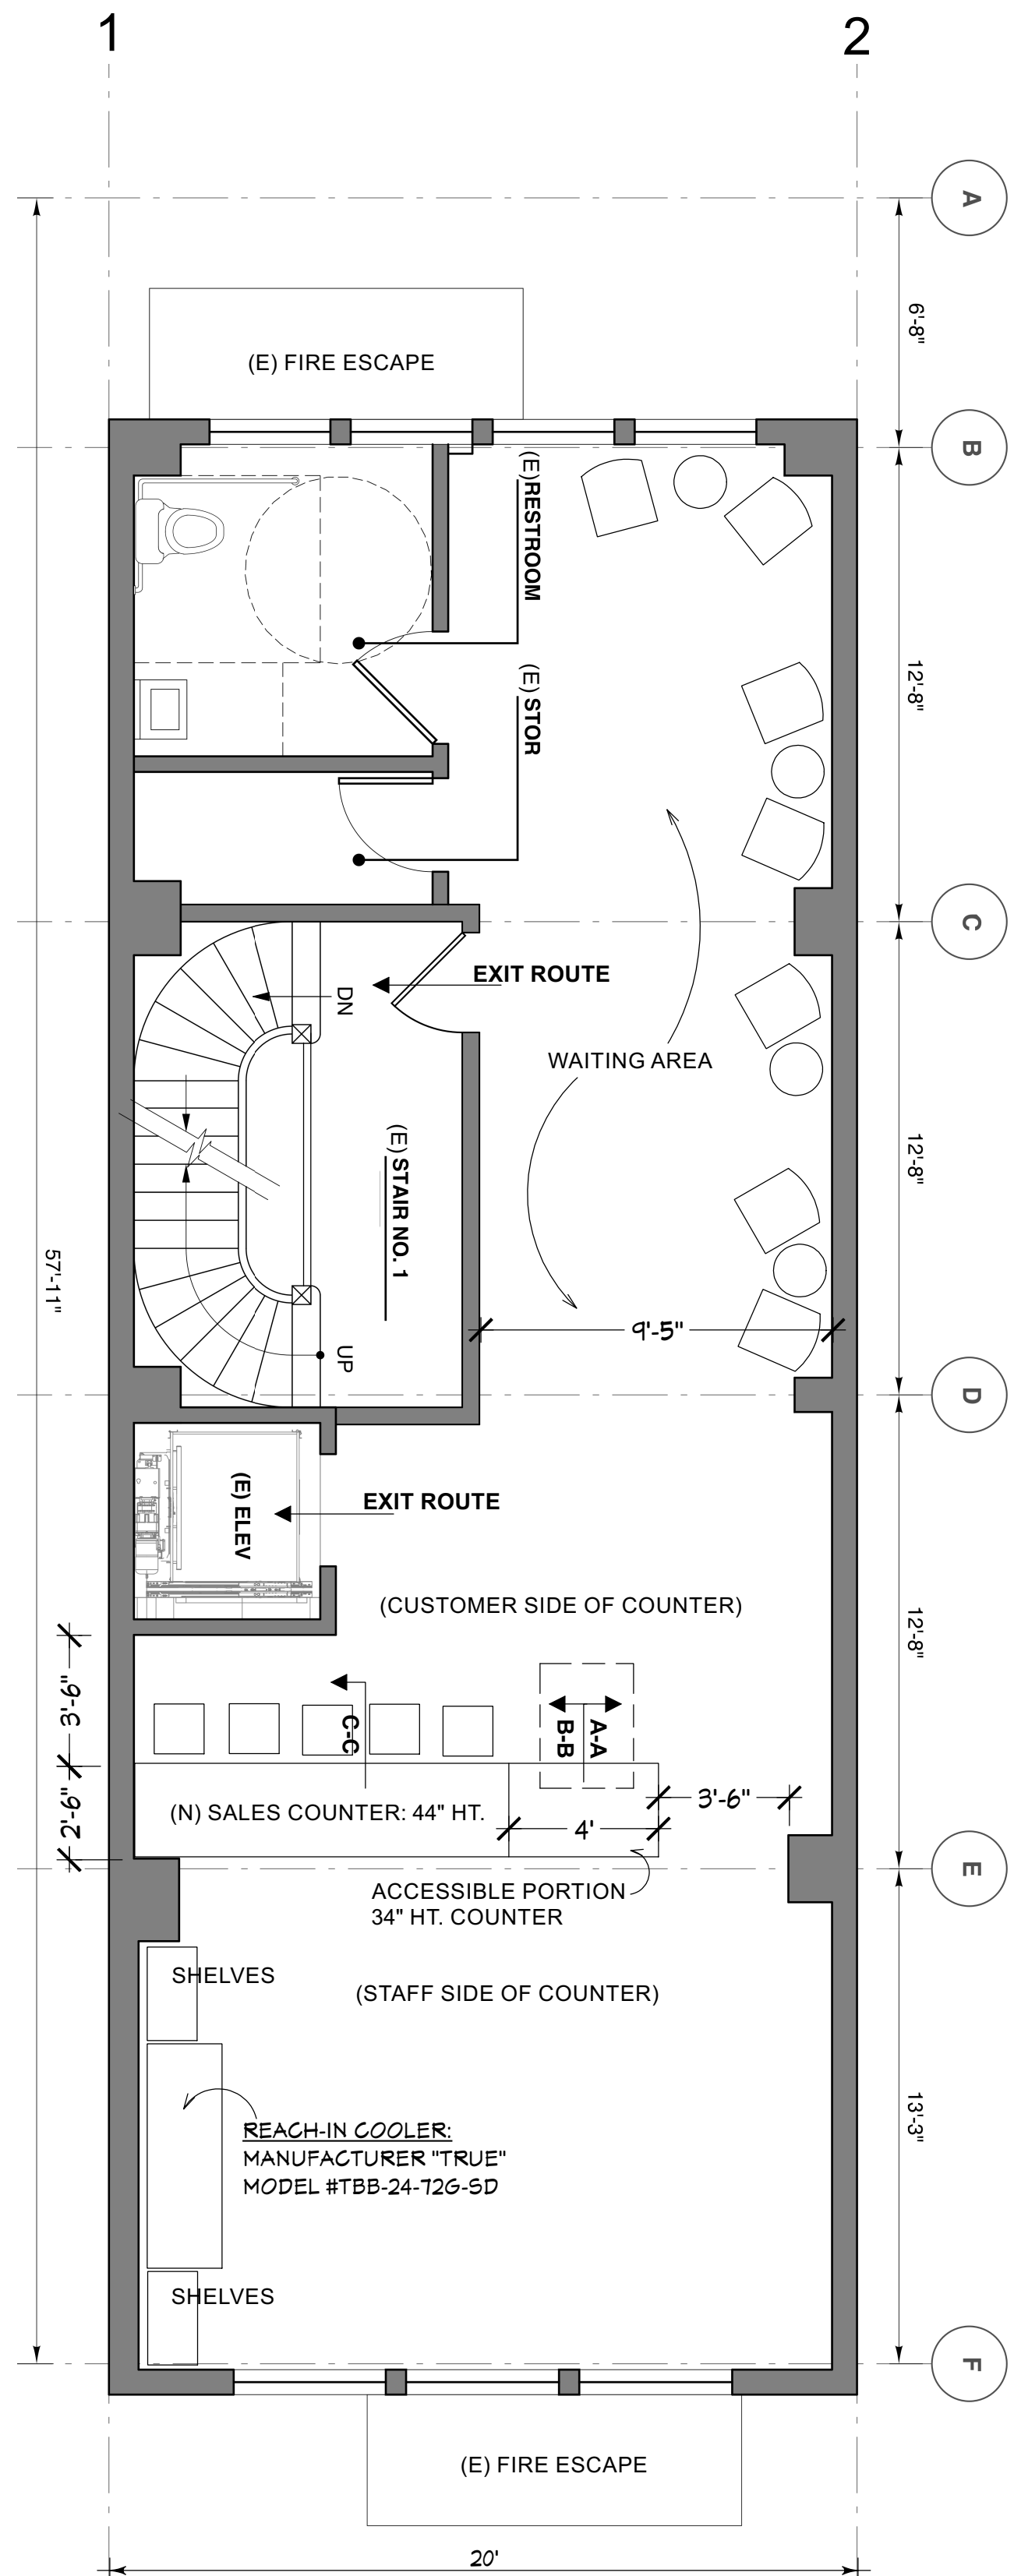 1
2
A
6'-8"
(E) FIRE ESCAPE
B
(E) RESTROOM
12'-8"
(E) STOR
C
EXIT ROUTE
DN
WAITING AREA
(E) STAIR NO. 1
12'-8"
57'-11"
9'-5"
UP
D
(E) ELEV
EXIT ROUTE
(CUSTOMER SIDE OF COUNTER)
12'-8"
3'-6"
C-C
B-B
A-A
2'-6"
(N) SALES COUNTER: 44" HT.
4'
3'-6"
E
ACCESSIBLE PORTION
34" HT. COUNTER
SHELVES
(STAFF SIDE OF COUNTER)
13'-3"
REACH-IN COOLER:
MANUFACTURER "TRUE"
MODEL #TBB-24-72G-SD
SHELVES
F
(E) FIRE ESCAPE
20'